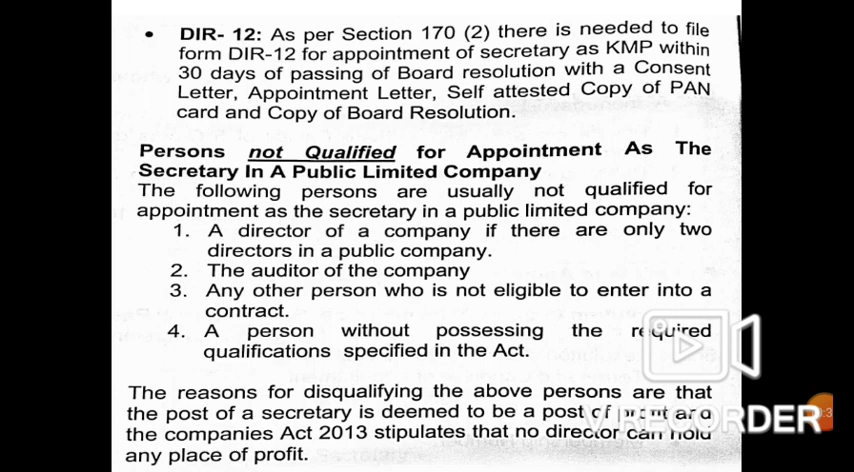 • DIR- 12: As per Section 170 (2) there is needed to file
form DIR-12 for appointment of secretary as KMP within
30 days of passing of Board resolution with a Consent
Letter, Appointment Letter, Self attested Copy of PAN
card and Copy of Board Resolution.
Persons not Qualified for Appointment As The
Secretary In A Public Limited Company
The following persons are usually not qualified for
appointment as the secretary in a public limited company:
1. A director of a company if there are only two
directors in a public company.
2. The auditor of the company
3. Any other person who is not eligible to enter into a
contract.
4. A person without possessing the required
qualifications specified in the Act.
The reasons for disqualifying the above persons are that
the post of a secretary is deemed to be a post of profit and
the companies Act 2013 stipulates that no director can hold
any place of profit.
V RECORDER